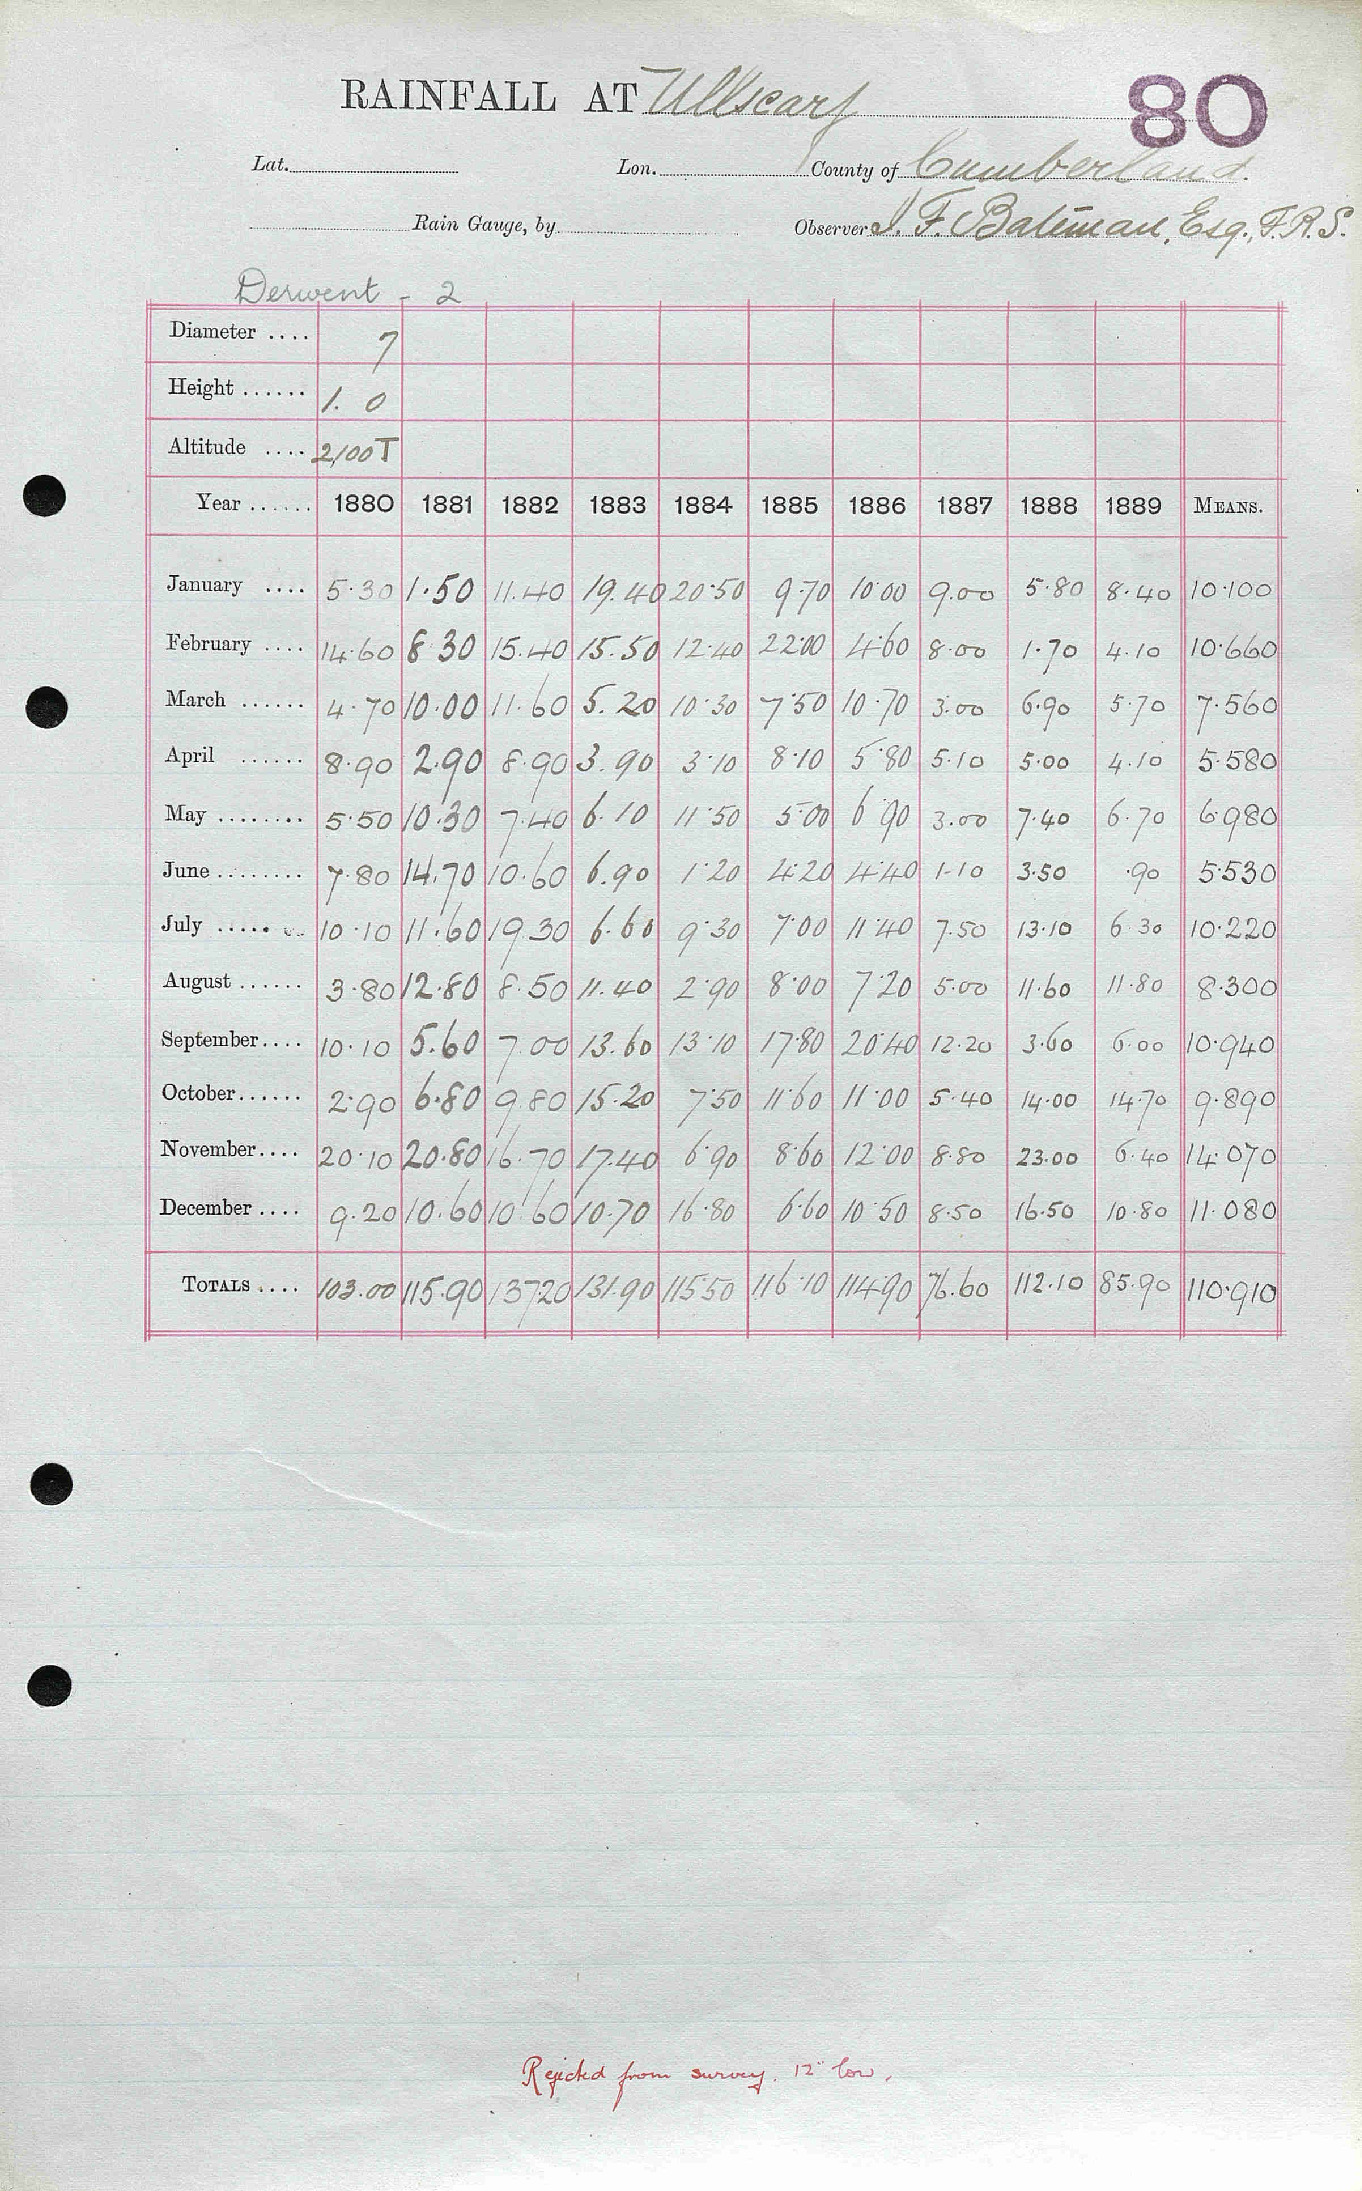 80
RAINFALL AT Ullscarf
Lat. Lon. County of Cumberland.
Rain Gauge, by Observer J. F. Bateman, Esq., F.R.S.
Derwent - 2
Diameter .... 7
Height ...... 1. 0
Altitude .... 2,100 T
Year ...... 1880 1881 1882 1883 1884 1885 1886 1887 1888 1889 MEANS.
January .... 5.30 1.50 11.40 19.40 20.50 9.70 10.00 9.00 5.80 8.40 10.100
February .... 14.60 8.30 15.40 15.50 12.40 22.00 4.60 8.00 1.70 4.10 10.660
March ...... 4.70 10.00 11.60 5.20 10.30 7.50 10.70 3.00 6.90 5.70 7.560
April ...... 8.90 2.90 8.90 3.90 3.10 8.10 5.80 5.10 5.00 4.10 5.580
May ........ 5.50 10.30 7.40 6.10 11.50 5.00 6.90 3.00 7.40 6.70 6.980
June ........ 7.80 14.70 10.60 6.90 1.20 4.20 4.40 1.10 3.50 .90 5.530
July ..... 10.10 11.60 19.30 6.60 9.30 7.00 11.40 7.50 13.10 6.30 10.220
August ...... 3.80 12.80 8.50 11.40 2.90 8.00 7.20 5.00 11.60 11.80 8.300
September .... 10.10 5.60 7.00 13.60 13.10 17.80 20.40 12.20 3.60 6.00 10.940
October ...... 2.90 6.80 9.80 15.20 7.50 11.60 11.00 5.40 14.00 14.70 9.890
November .... 20.10 20.80 16.70 17.40 6.90 8.60 12.00 8.80 23.00 6.40 14.070
December .... 9.20 10.60 10.60 10.70 16.80 6.60 10.50 8.50 16.50 10.80 11.080
TOTALS .... 103.00 115.90 137.20 131.90 115.50 116.10 114.90 76.60 112.10 85.90 110.910
Rejected from survey. 12" low.